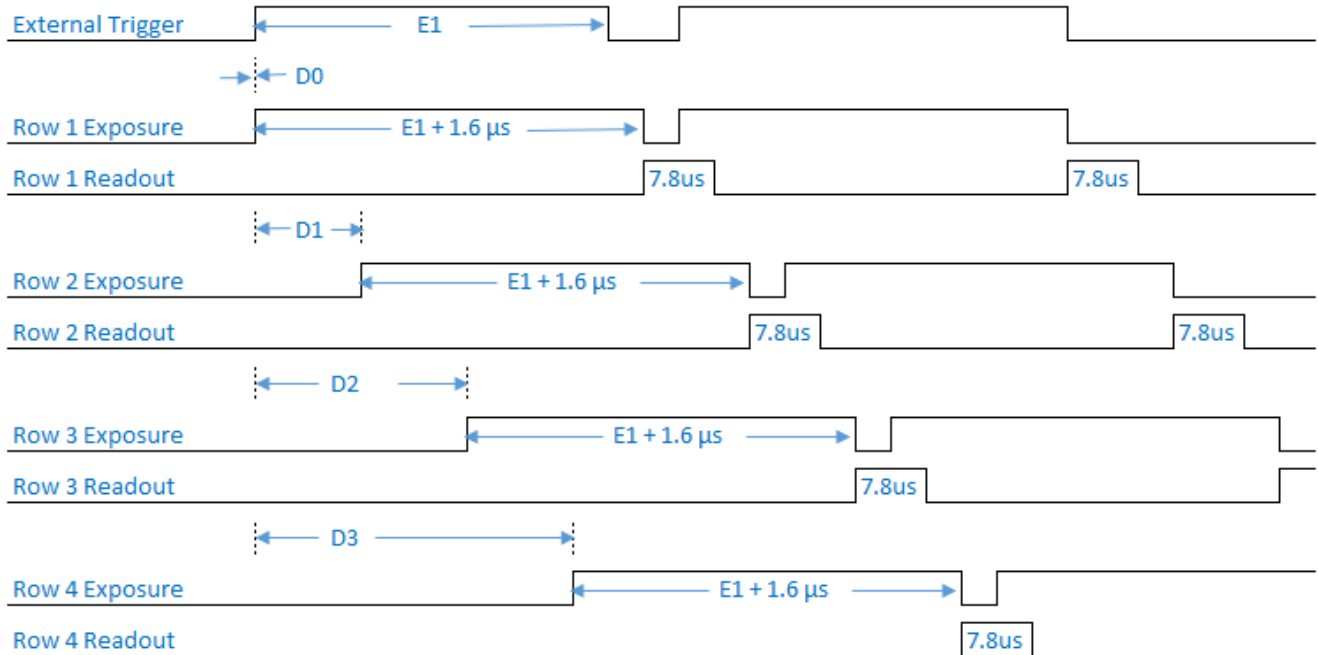 External Trigger E1
D0
Row 1 Exposure E1 + 1.6 µs
Row 1 Readout 7.8us 7.8us
D1
Row 2 Exposure E1 + 1.6 µs
Row 2 Readout 7.8us 7.8us
D2
Row 3 Exposure E1 + 1.6 µs
Row 3 Readout 7.8us
D3
Row 4 Exposure E1 + 1.6 µs
Row 4 Readout 7.8us